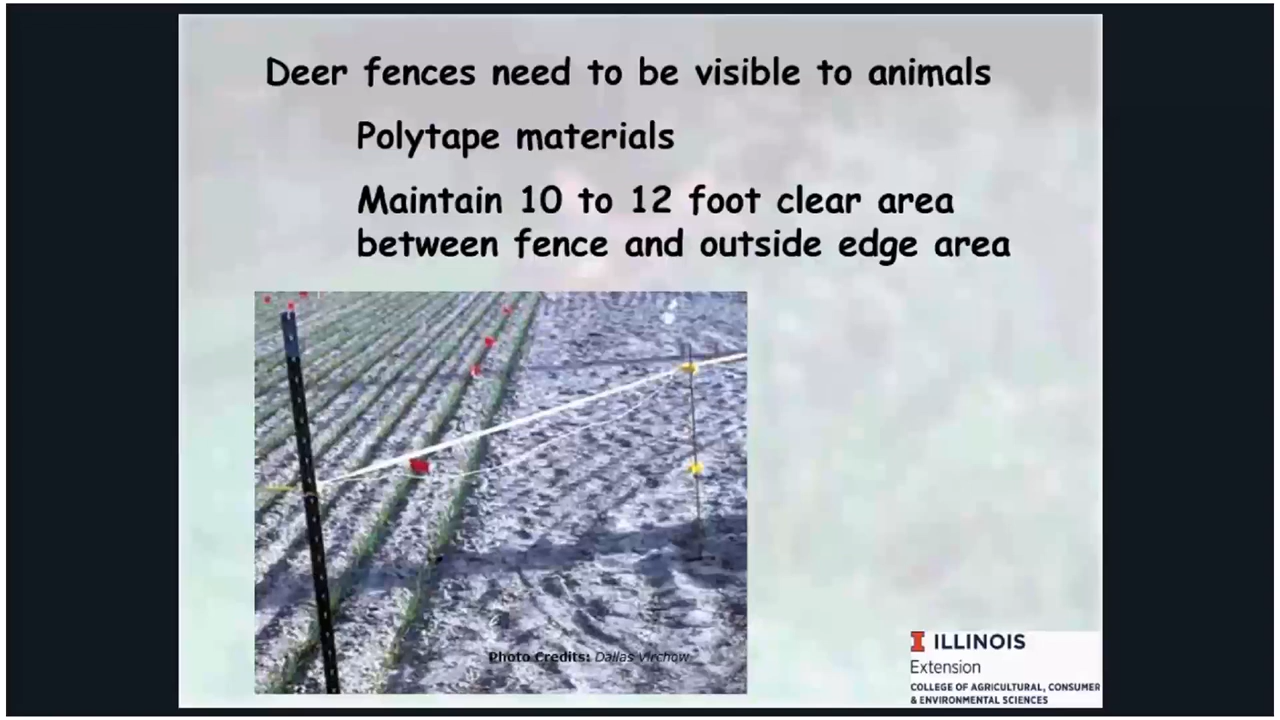 Deer fences need to be visible to animals
Polytape materials
Maintain 10 to 12 foot clear area
between fence and outside edge area
Photo Credits: Dallas Virchow
I ILLINOIS
Extension
COLLEGE OF AGRICULTURAL, CONSUMER
& ENVIRONMENTAL SCIENCES